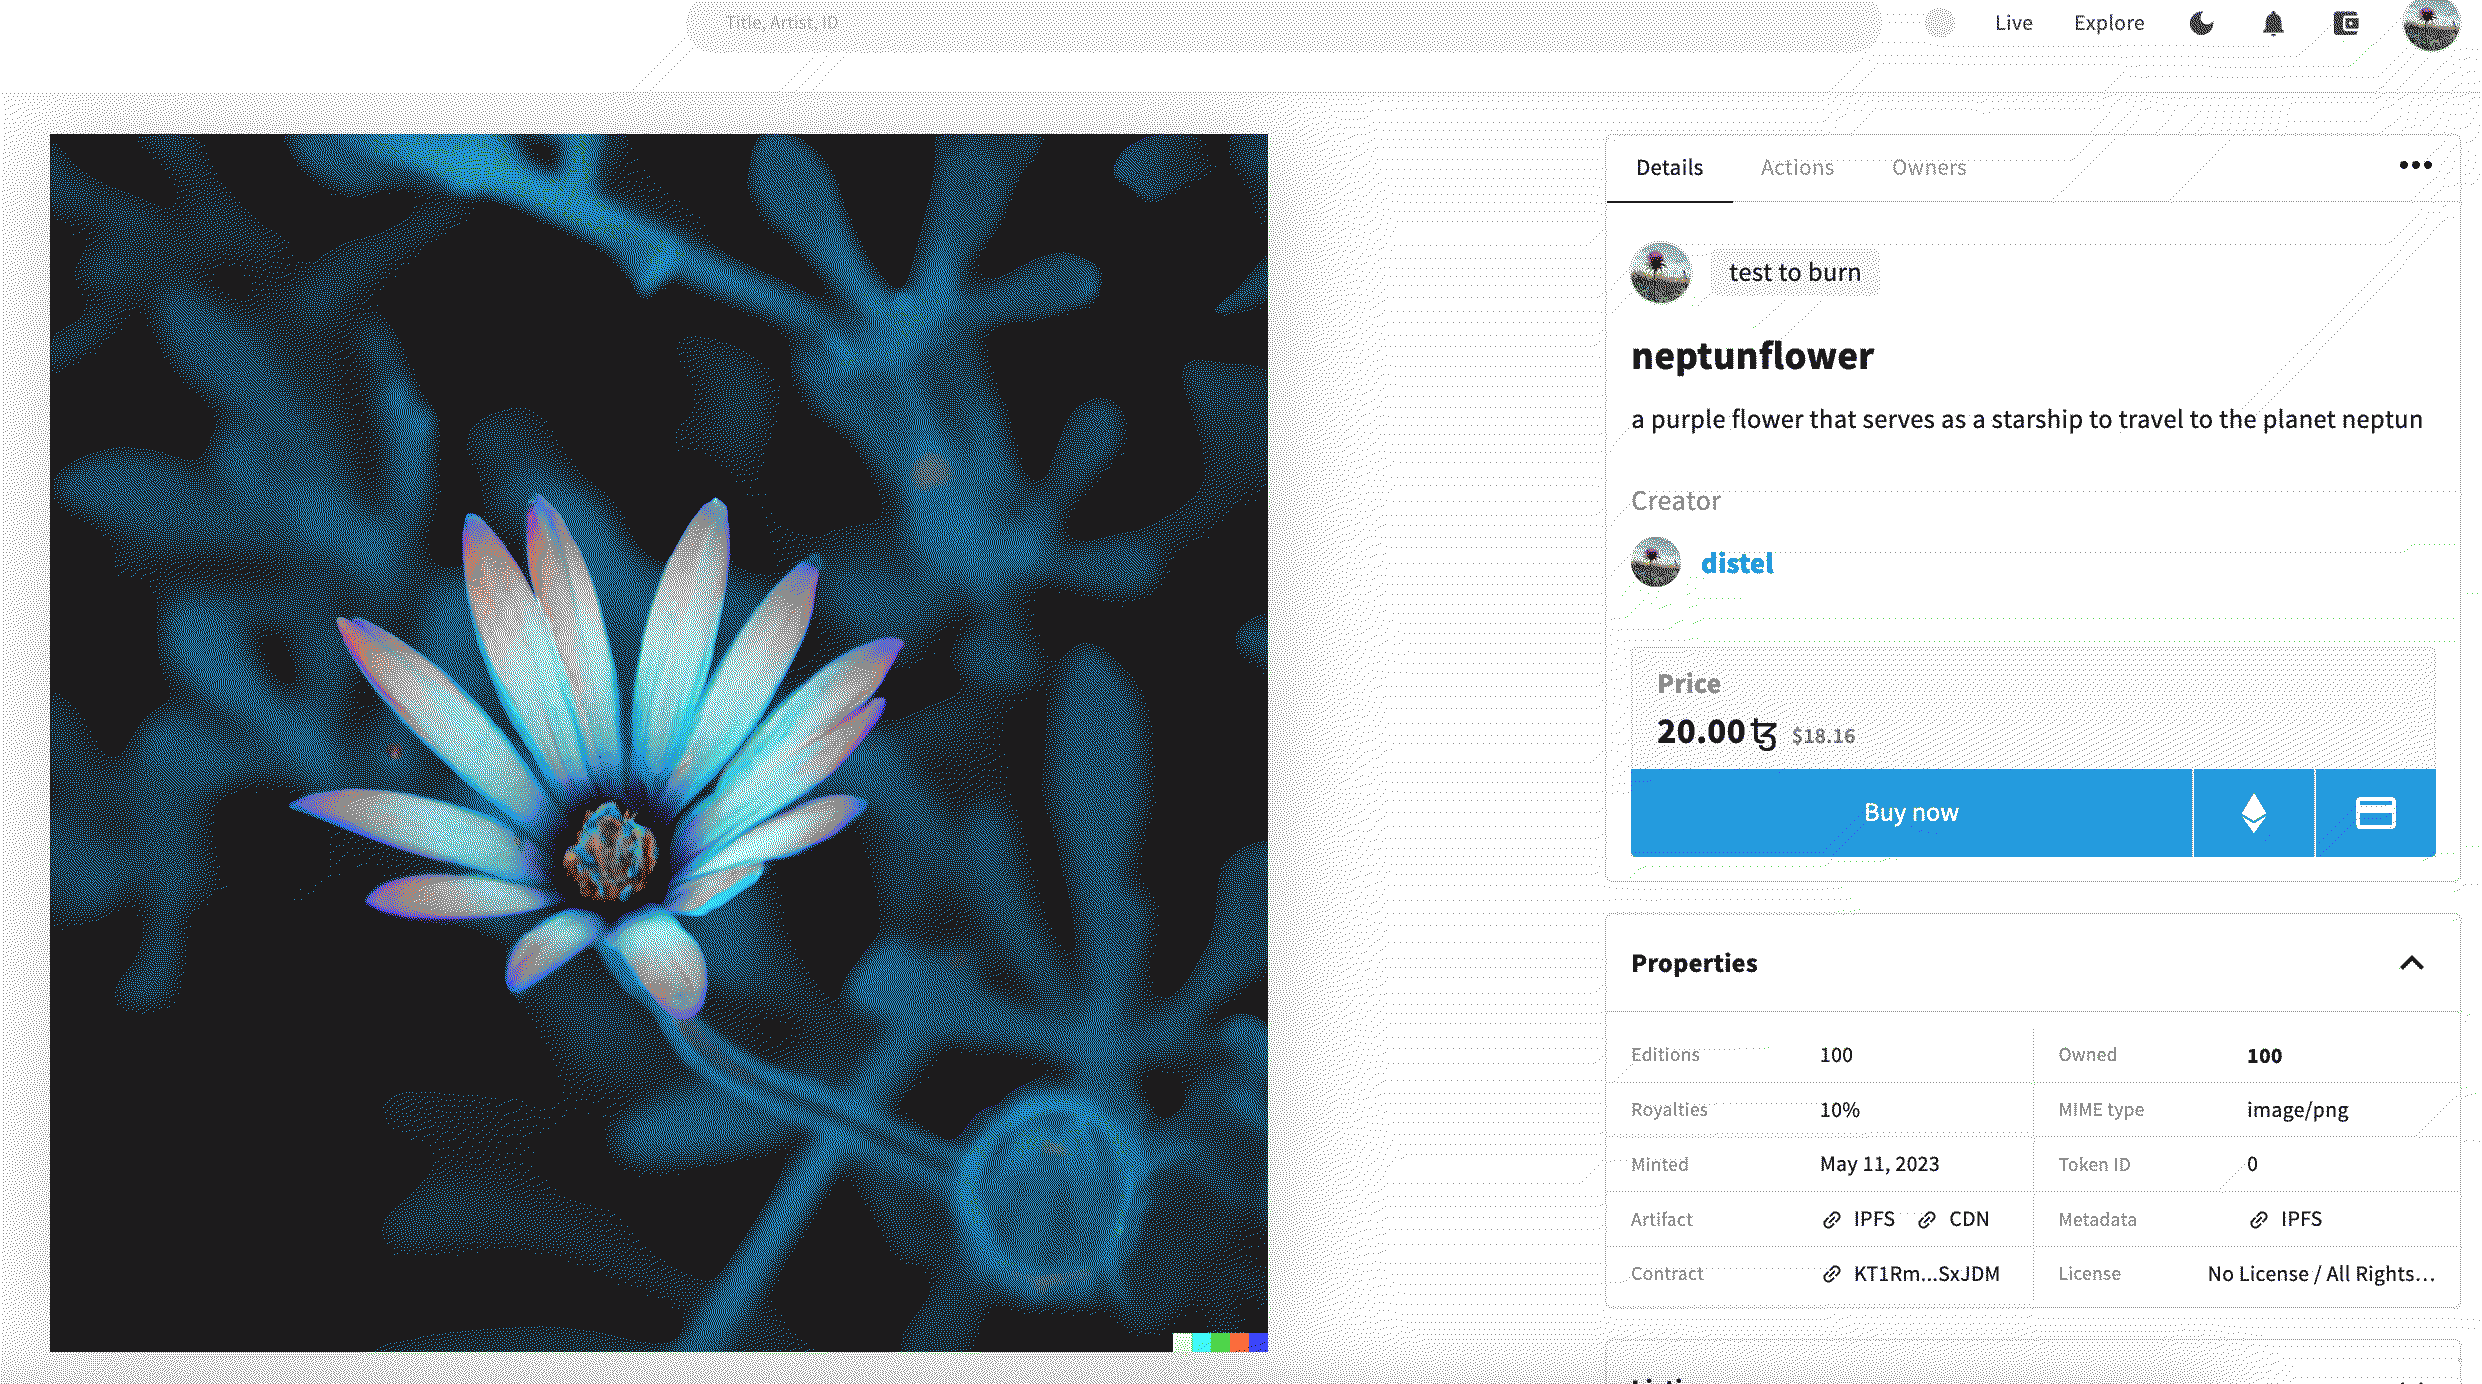 Title, Artist, ID
Live
Explore
Details
Actions
Owners
test to burn
neptunflower
a purple flower that serves as a starship to travel to the planet neptun
Creator
distel
Price
20.00 ꜩ $18.16
Buy now
Properties
Editions 100 Owned 100
Royalties 10% MIME type image/png
Minted May 11, 2023 Token ID 0
Artifact IPFS CDN Metadata IPFS
Contract KT1Rm...SxJDM License No License / All Rights...